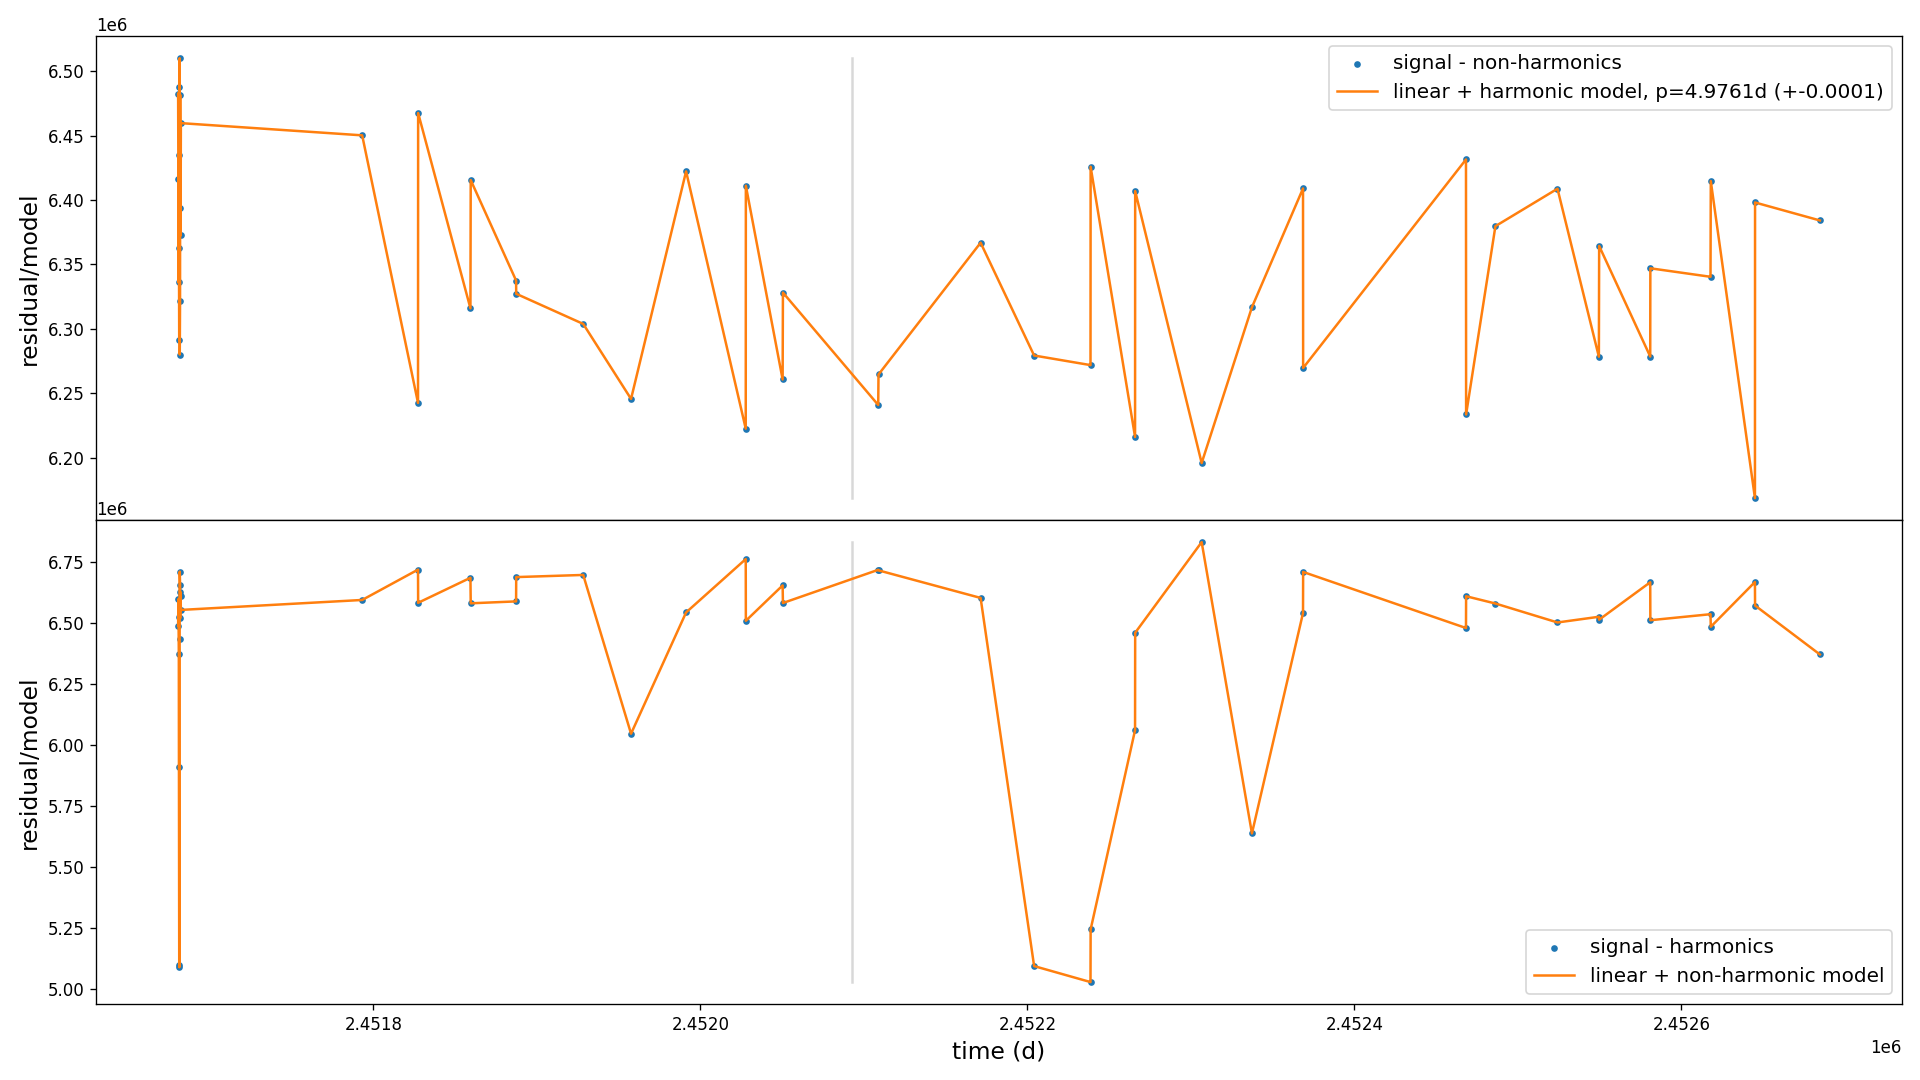 1e6
6.50
6.45
6.40
6.35
6.30
6.25
6.20
residual/model
signal - non-harmonics
linear + harmonic model, p=4.9761d (+-0.0001)
1e6
6.75
6.50
6.25
6.00
5.75
5.50
5.25
5.00
residual/model
signal - harmonics
linear + non-harmonic model
2.4518
2.4520
2.4522
2.4524
2.4526
1e6
time (d)